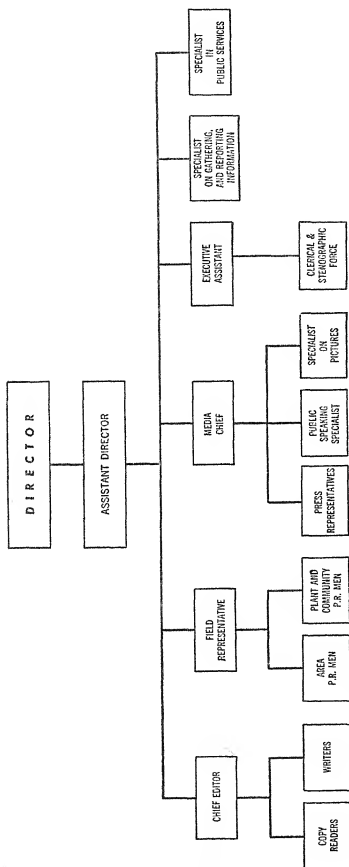 DIRECTOR
ASSISTANT DIRECTOR
CHIEF EDITOR
FIELD
REPRESENTATIVE
MEDIA
CHIEF
EXECUTIVE
ASSISTANT
SPECIALIST
ON GATHERING,
AND REPORTING
INFORMATION
SPECIALIST
IN
PUBLIC SERVICES
COPY
READERS
WRITERS
AREA
P.R. MEN
PLANT AND
COMMUNITY
P.R. MEN
PRESS
REPRESENTATIVES
PUBLIC
SPEAKING
SPECIALIST
SPECIALIST
ON
PICTURES
CLERICAL &
STENOGRAPHIC
FORCE